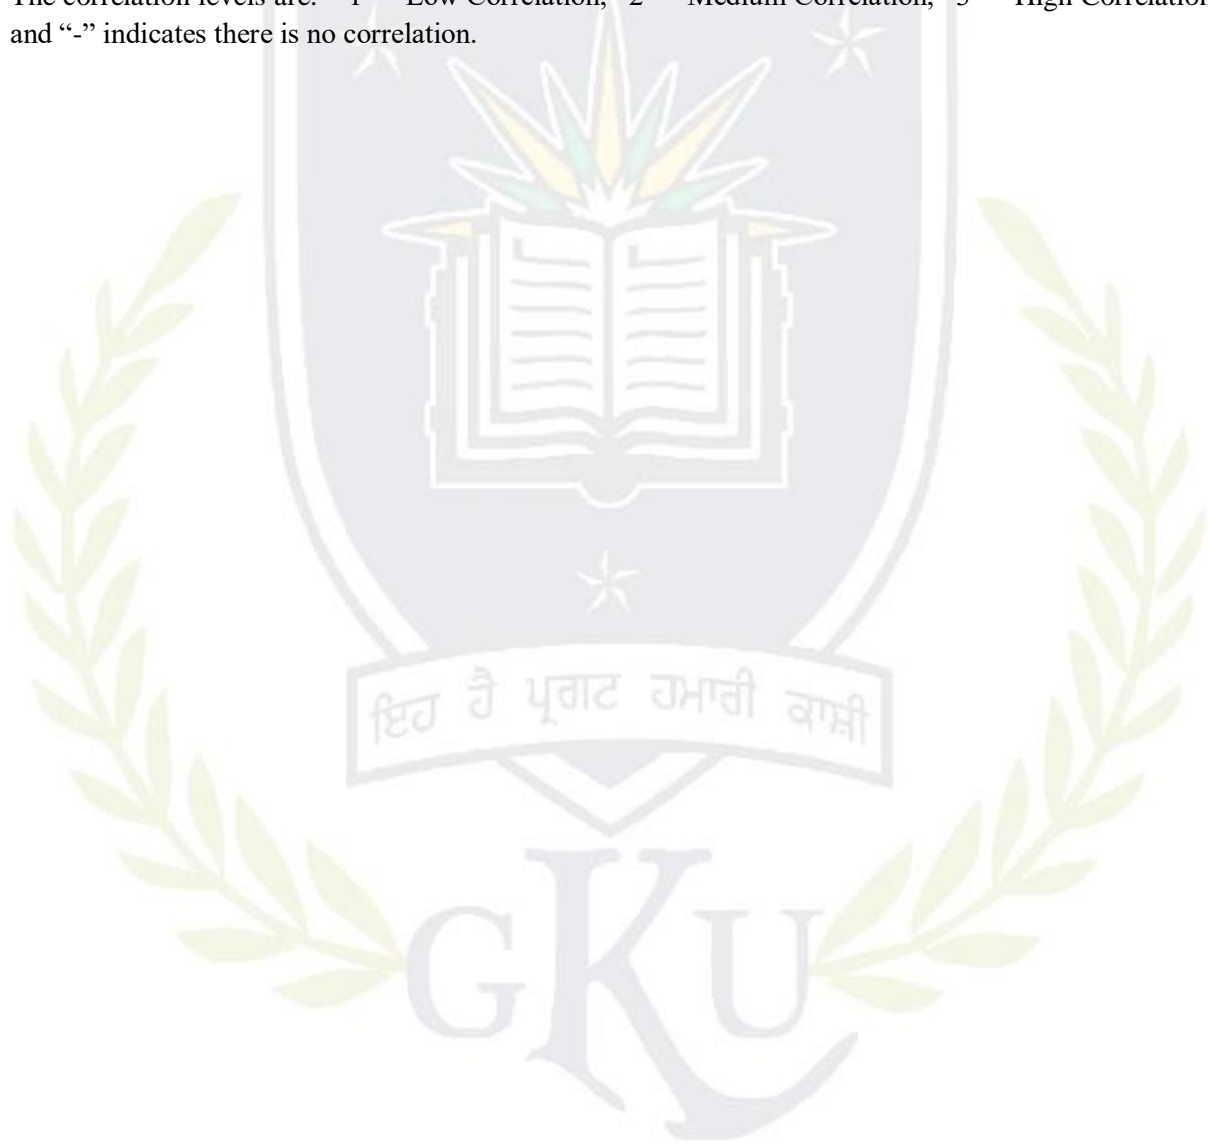 The correlation levels are: “1” – Low Correlation, “2” – Medium Correlation, “3” – High Correlation
and “-” indicates there is no correlation.
ਇਹ ਹੈ ਪ੍ਰਗਟ ਹਮਾਰੀ ਕਾਸ਼ੀ
GKU